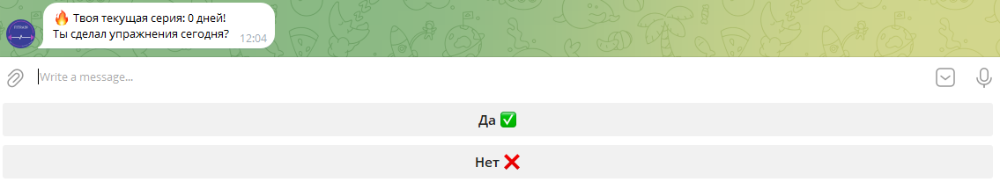 🔥 Твоя текущая серия: 0 дней!
Ты сделал упражнения сегодня?
12:04
Write a message...
Да ✅
Нет ❌